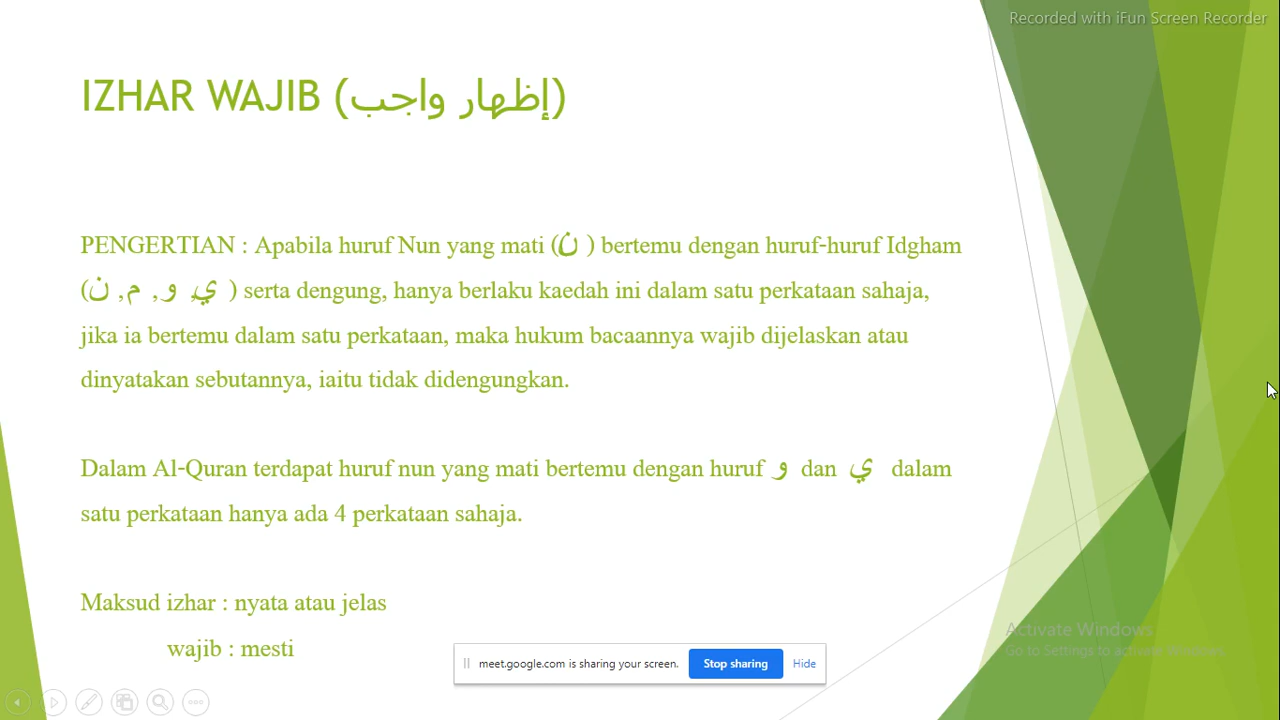 Recorded with iFun Screen Recorder
IZHAR WAJIB (إظهار واجب)
PENGERTIAN : Apabila huruf Nun yang mati (نْ ) bertemu dengan huruf-huruf Idgham
(ن ,م ,و ,ي ) serta dengung, hanya berlaku kaedah ini dalam satu perkataan sahaja,
jika ia bertemu dalam satu perkataan, maka hukum bacaannya wajib dijelaskan atau
dinyatakan sebutannya, iaitu tidak didengungkan.
Dalam Al-Quran terdapat huruf nun yang mati bertemu dengan huruf و dan ي dalam
satu perkataan hanya ada 4 perkataan sahaja.
Maksud izhar : nyata atau jelas
wajib : mesti
Activate Windows
Go to Settings to activate Windows.
meet.google.com is sharing your screen. Stop sharing Hide